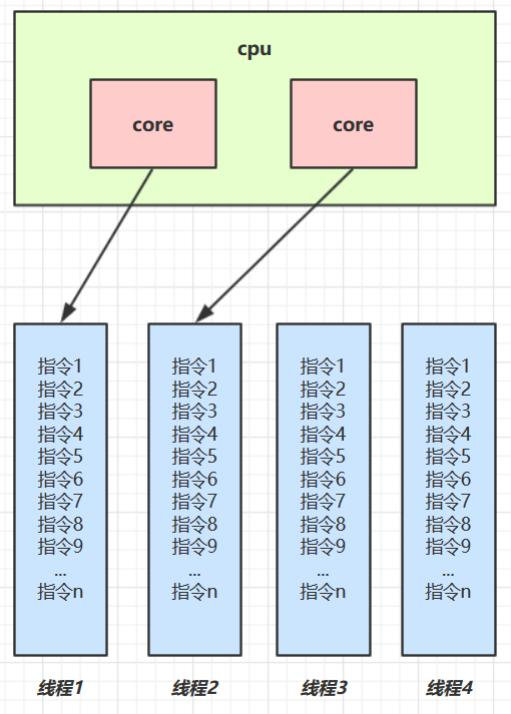 cpu
core
core
指令1
指令2
指令3
指令4
指令5
指令6
指令7
指令8
指令9
...
指令n
指令1
指令2
指令3
指令4
指令5
指令6
指令7
指令8
指令9
...
指令n
指令1
指令2
指令3
指令4
指令5
指令6
指令7
指令8
指令9
...
指令n
指令1
指令2
指令3
指令4
指令5
指令6
指令7
指令8
指令9
...
指令n
线程1
线程2
线程3
线程4